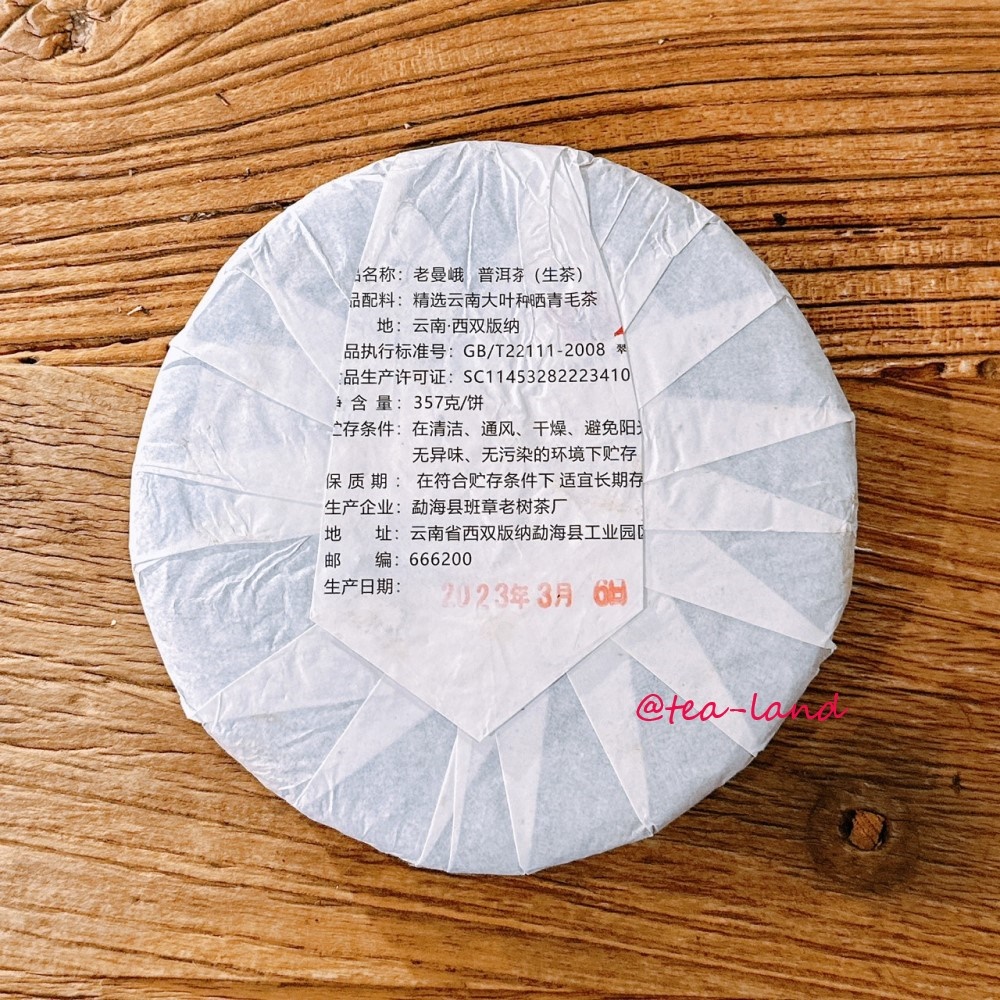 品名称：老曼峨 普洱茶（生茶）
品配料：精选云南大叶种晒青毛茶
地：云南·西双版纳
品执行标准号：GB/T22111-2008
品生产许可证：SC11453282223410
净 含 量：357克/饼
贮存条件：在清洁、通风、干燥、避免阳光
无异味、无污染的环境下贮存
保 质 期：在符合贮存条件下 适宜长期存
生产企业：勐海县班章老树茶厂
地 址：云南省西双版纳勐海县工业园区
邮 编：666200
生产日期：2023年3月 6日
@tea-land